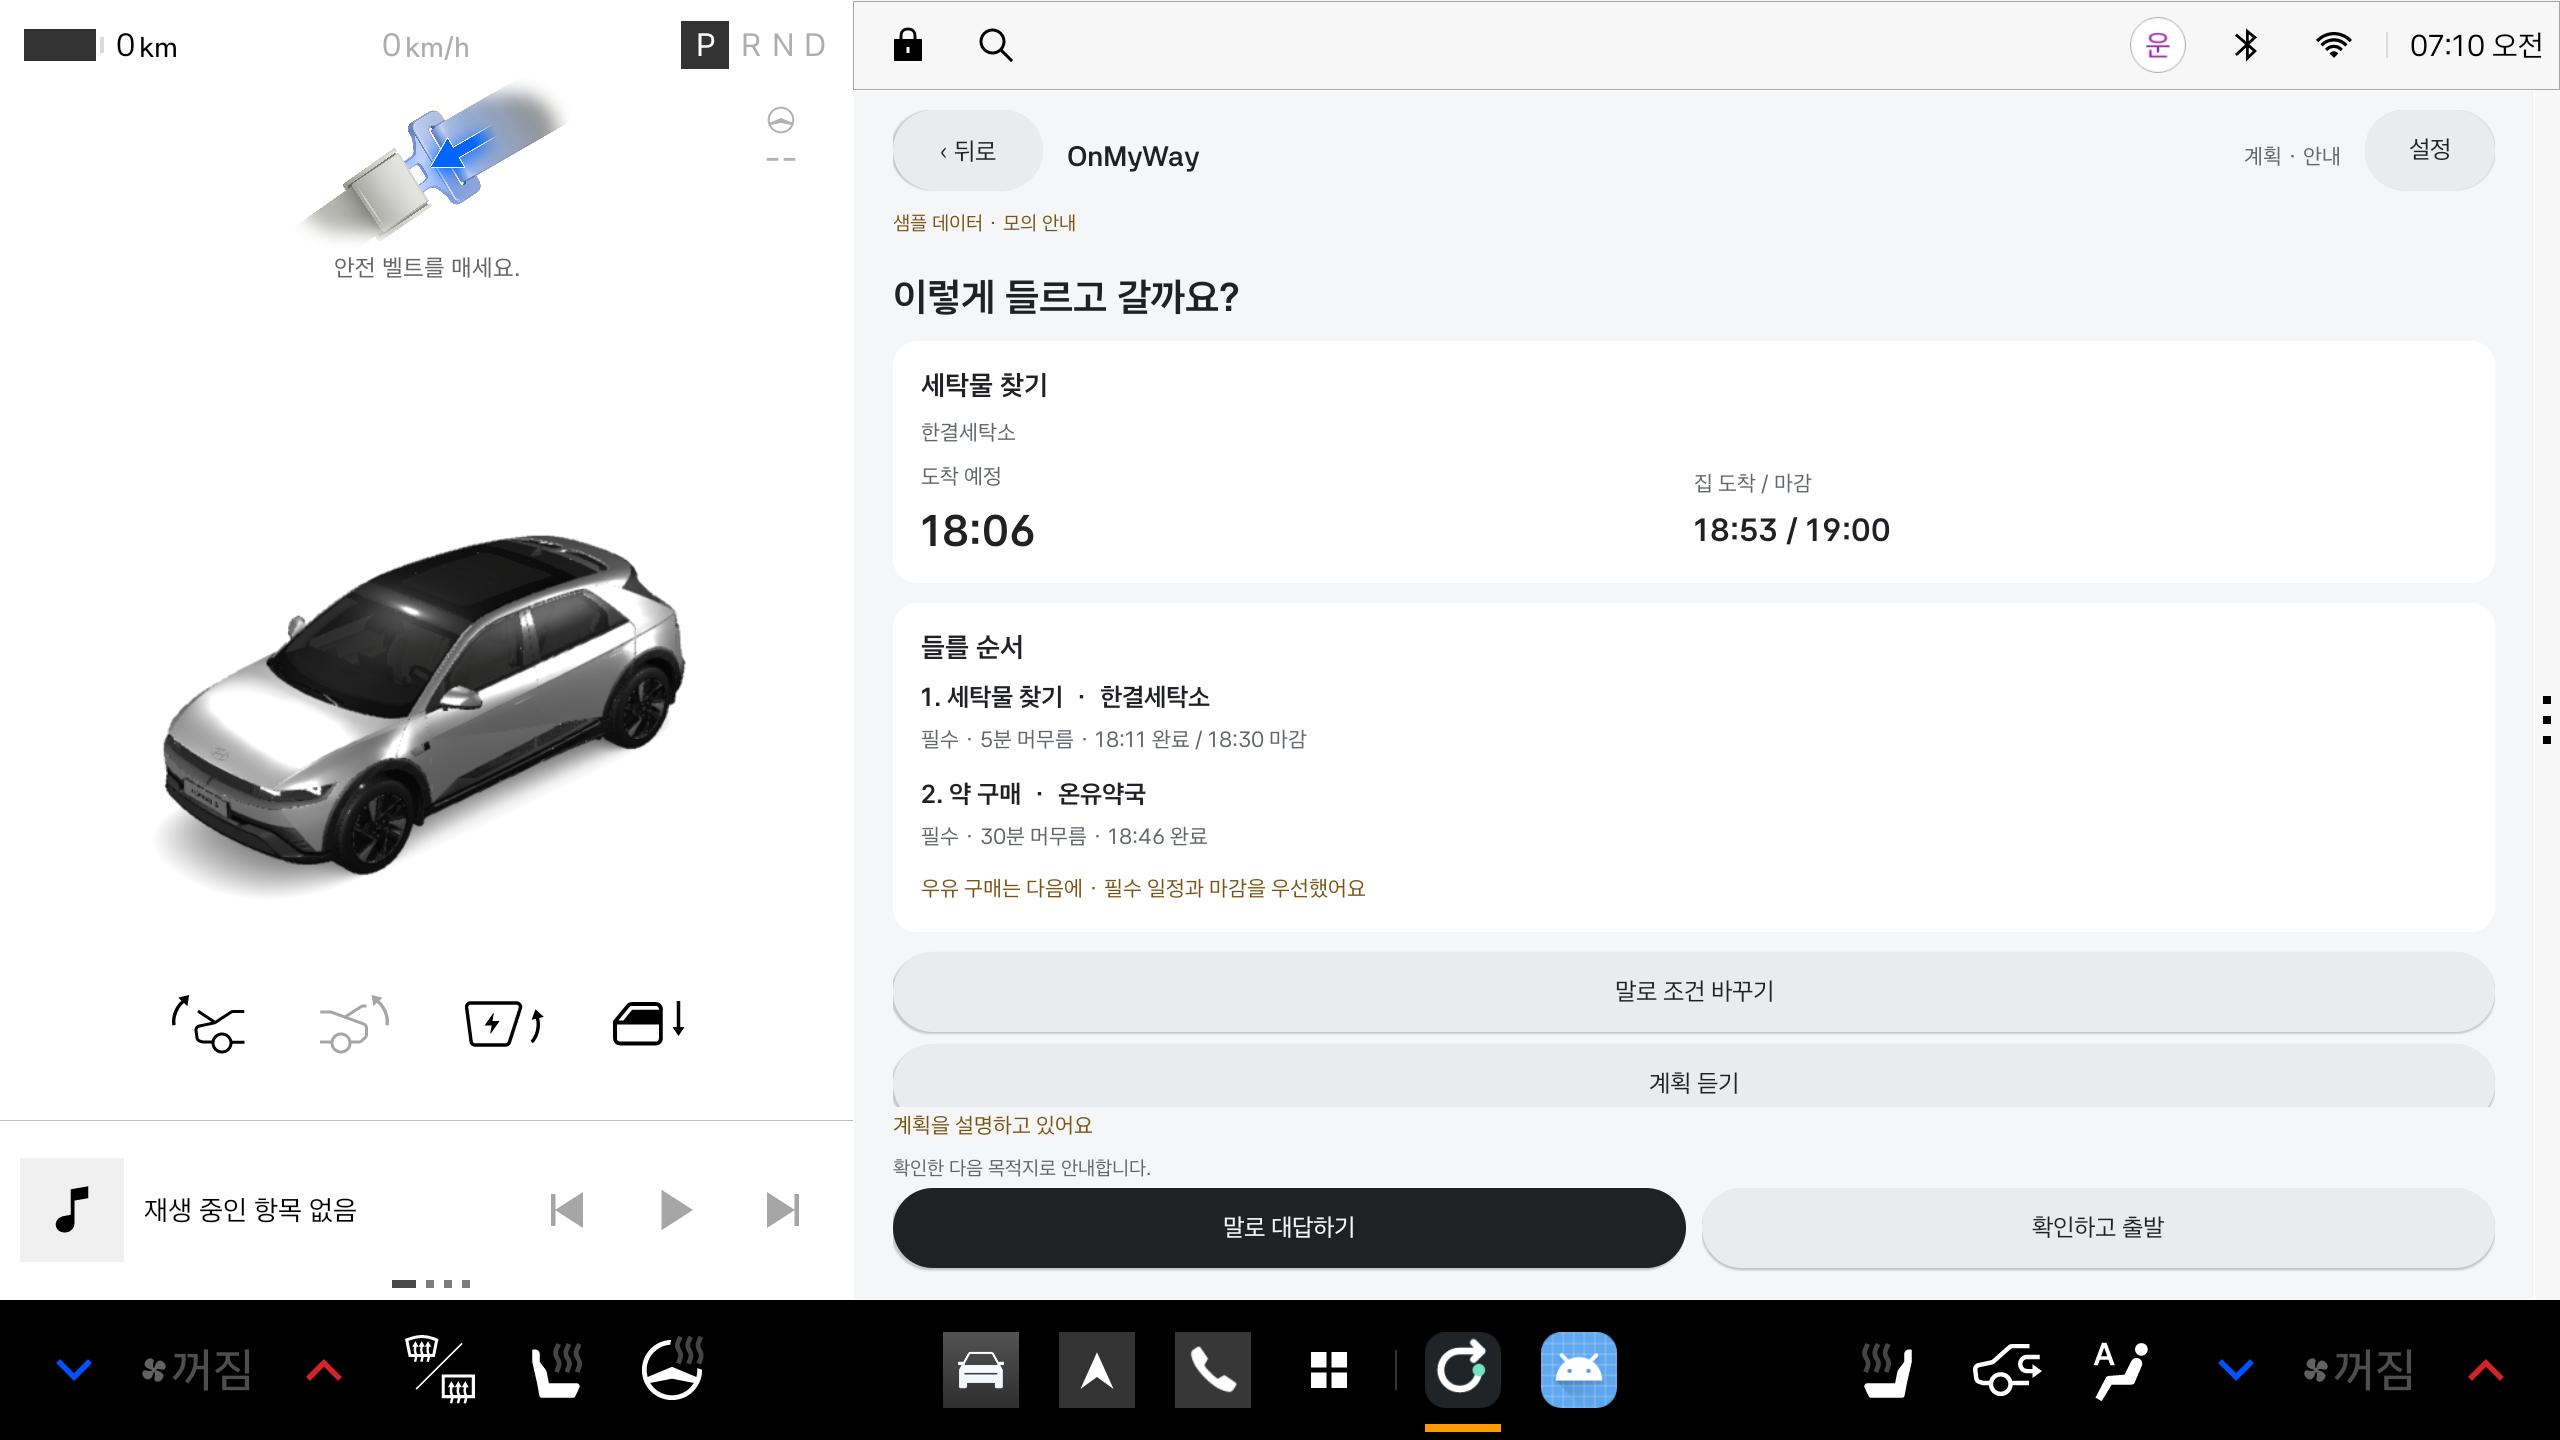 0 km
0 km/h
P R N D
안전 벨트를 매세요.
재생 중인 항목 없음
운
07:10 오전
‹ 뒤로
OnMyWay
계획 · 안내
설정
샘플 데이터 · 모의 안내
이렇게 들르고 갈까요?
세탁물 찾기
한결세탁소
도착 예정
18:06
집 도착 / 마감
18:53 / 19:00
들를 순서
1. 세탁물 찾기 · 한결세탁소
필수 · 5분 머무름 · 18:11 완료 / 18:30 마감
2. 약 구매 · 온유약국
필수 · 30분 머무름 · 18:46 완료
우유 구매는 다음에 · 필수 일정과 마감을 우선했어요
말로 조건 바꾸기
계획 듣기
계획을 설명하고 있어요
확인한 다음 목적지로 안내합니다.
말로 대답하기
확인하고 출발
꺼짐
A
꺼짐